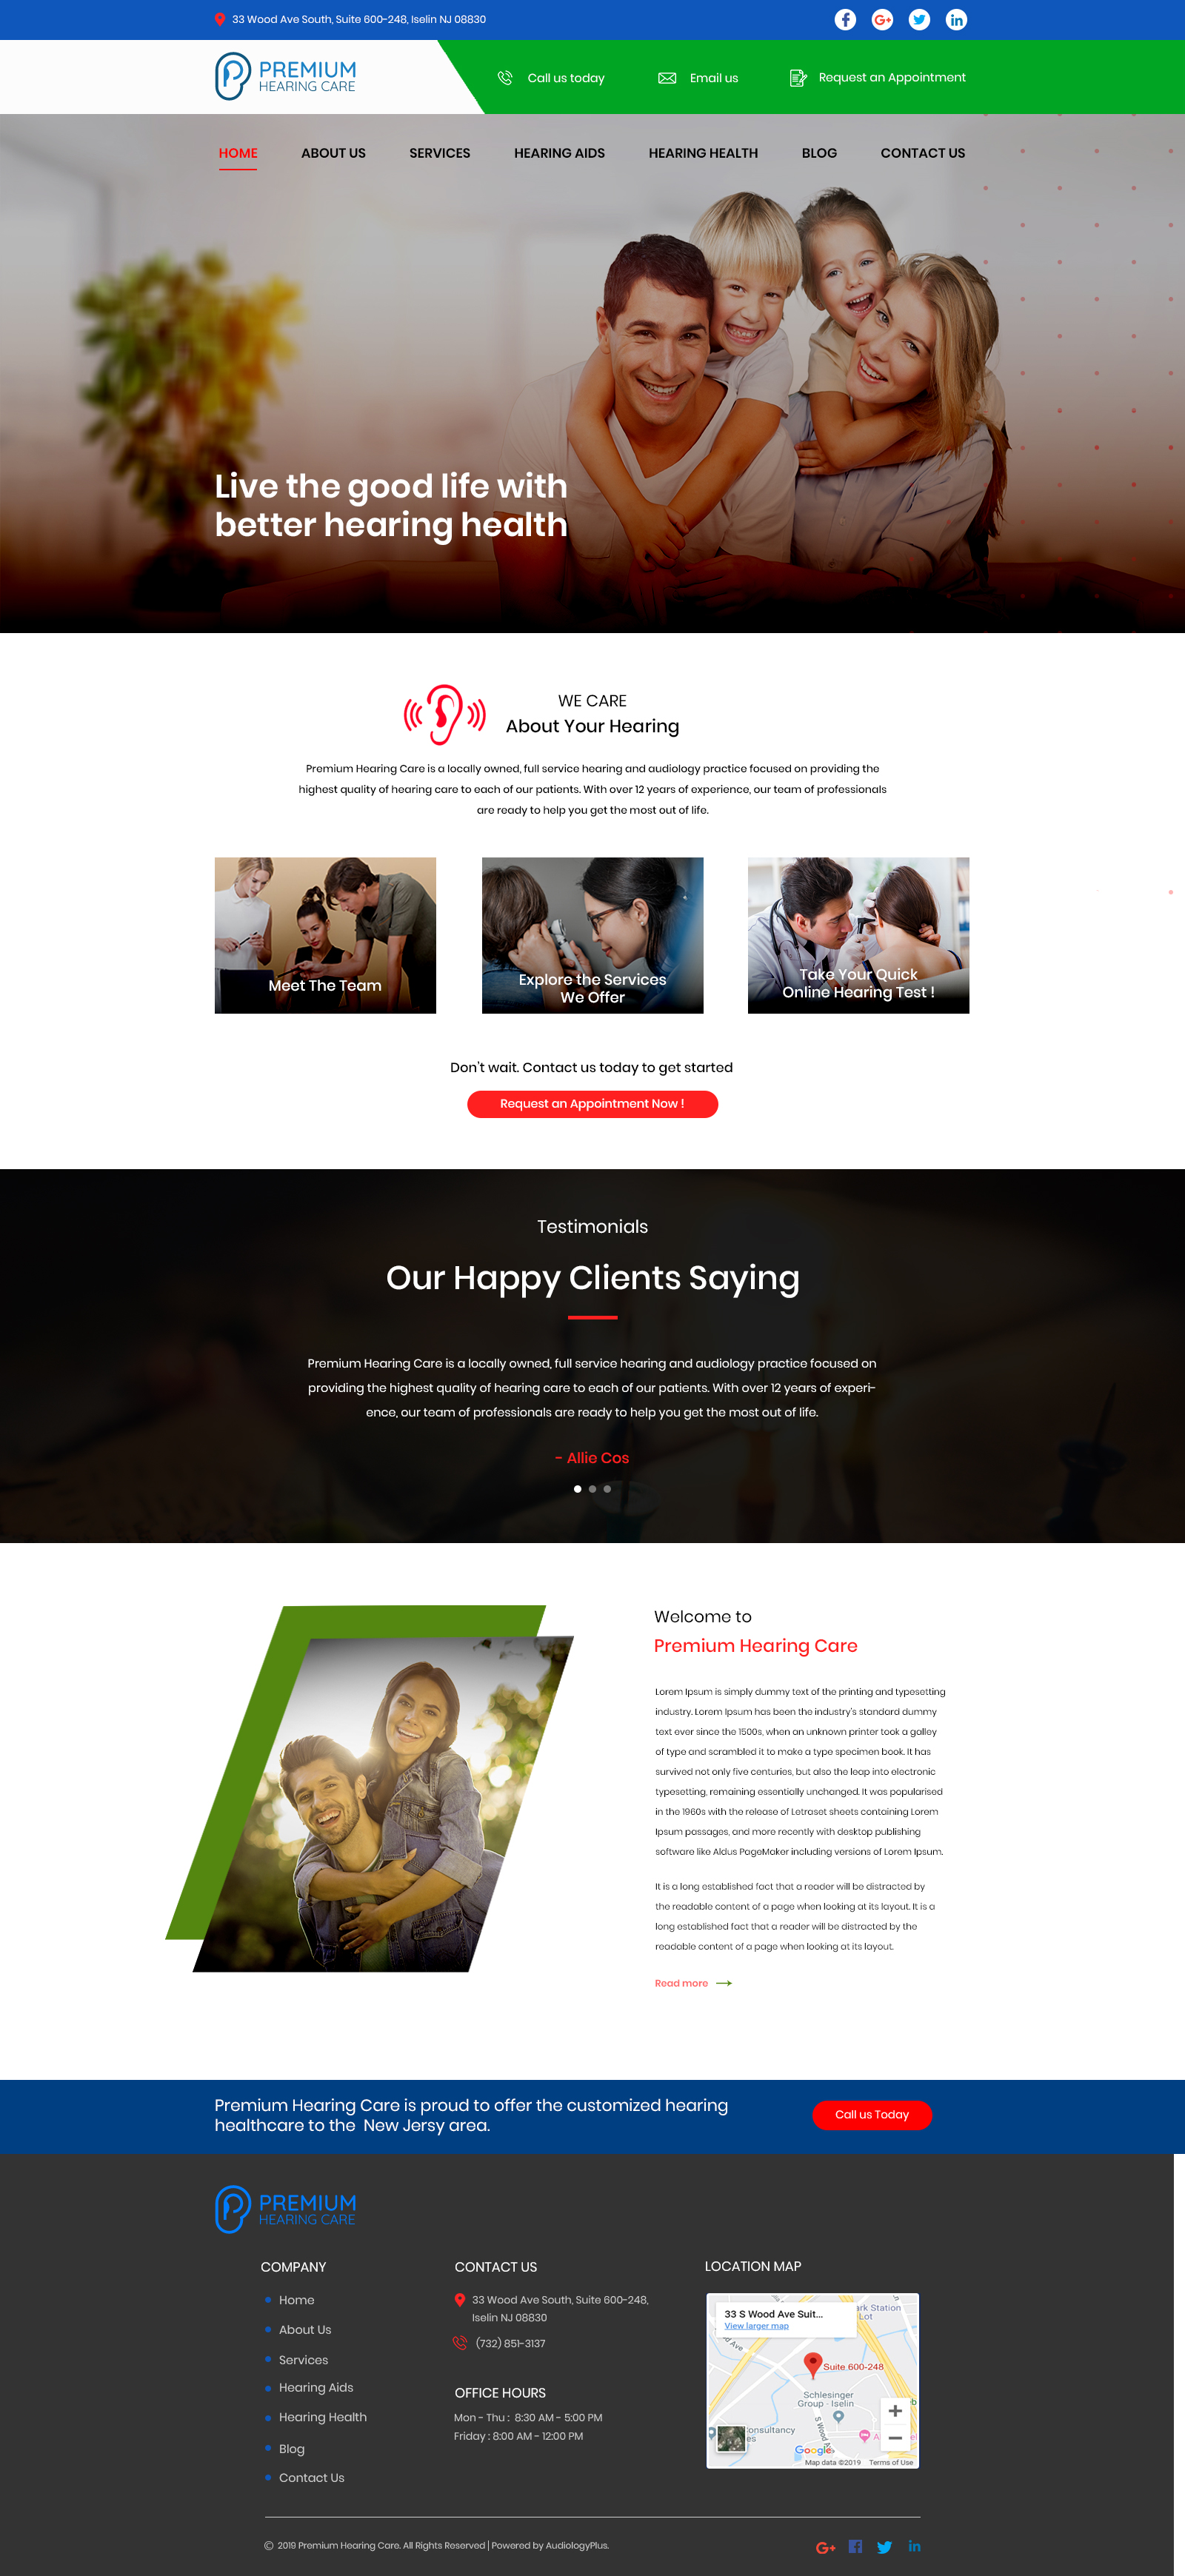 33 Wood Ave South, Suite 600-248, Iselin NJ 08830
PREMIUM
HEARING CARE
Call us today
Email us
Request an Appointment
HOME
ABOUT US
SERVICES
HEARING AIDS
HEARING HEALTH
BLOG
CONTACT US
Live the good life with
better hearing health
WE CARE
About Your Hearing
Premium Hearing Care is a locally owned, full service hearing and audiology practice focused on providing the
highest quality of hearing care to each of our patients. With over 12 years of experience, our team of professionals
are ready to help you get the most out of life.
Meet The Team
Explore the Services
We Offer
Take Your Quick
Online Hearing Test !
Don't wait. Contact us today to get started
Request an Appointment Now !
Testimonials
Our Happy Clients Saying
Premium Hearing Care is a locally owned, full service hearing and audiology practice focused on
providing the highest quality of hearing care to each of our patients. With over 12 years of experi-
ence, our team of professionals are ready to help you get the most out of life.
- Allie Cos
Welcome to
Premium Hearing Care
Lorem Ipsum is simply dummy text of the printing and typesetting
industry. Lorem Ipsum has been the industry's standard dummy
text ever since the 1500s, when an unknown printer took a galley
of type and scrambled it to make a type specimen book. It has
survived not only five centuries, but also the leap into electronic
typesetting, remaining essentially unchanged. It was popularised
in the 1960s with the release of Letraset sheets containing Lorem
Ipsum passages, and more recently with desktop publishing
software like Aldus PageMaker including versions of Lorem Ipsum.
It is a long established fact that a reader will be distracted by
the readable content of a page when looking at its layout. It is a
long established fact that a reader will be distracted by the
readable content of a page when looking at its layout.
Read more
Premium Hearing Care is proud to offer the customized hearing
healthcare to the New Jersy area.
Call us Today
PREMIUM
HEARING CARE
COMPANY
Home
About Us
Services
Hearing Aids
Hearing Health
Blog
Contact Us
CONTACT US
33 Wood Ave South, Suite 600-248,
Iselin NJ 08830
(732) 851-3137
OFFICE HOURS
Mon - Thu : 8:30 AM - 5:00 PM
Friday : 8:00 AM - 12:00 PM
LOCATION MAP
33 S Wood Ave Suit...
View larger map
ark Station
Lot
Suite 600-248
Schlesinger
Group - Iselin
S Wood Av
onsultancy
Google
Map data ©2019 Terms of Use
© 2019 Premium Hearing Care. All Rights Reserved | Powered by AudiologyPlus.